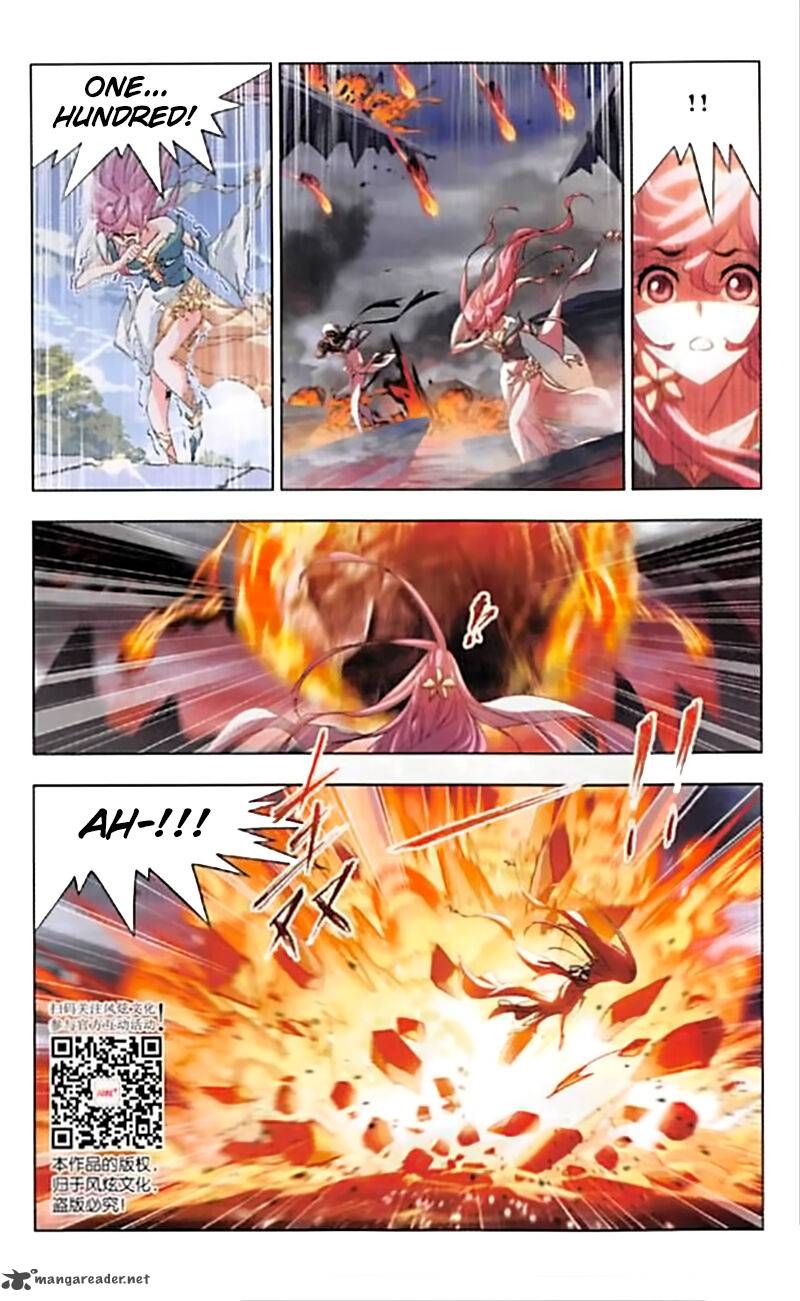 ONE...
HUNDRED!
!!
!!
轰
AH-!!!
扫码关注风炫文化!
参与官方互动活动!
本作品的版权，
归于风炫文化，
盗版必究!
mangareader.net